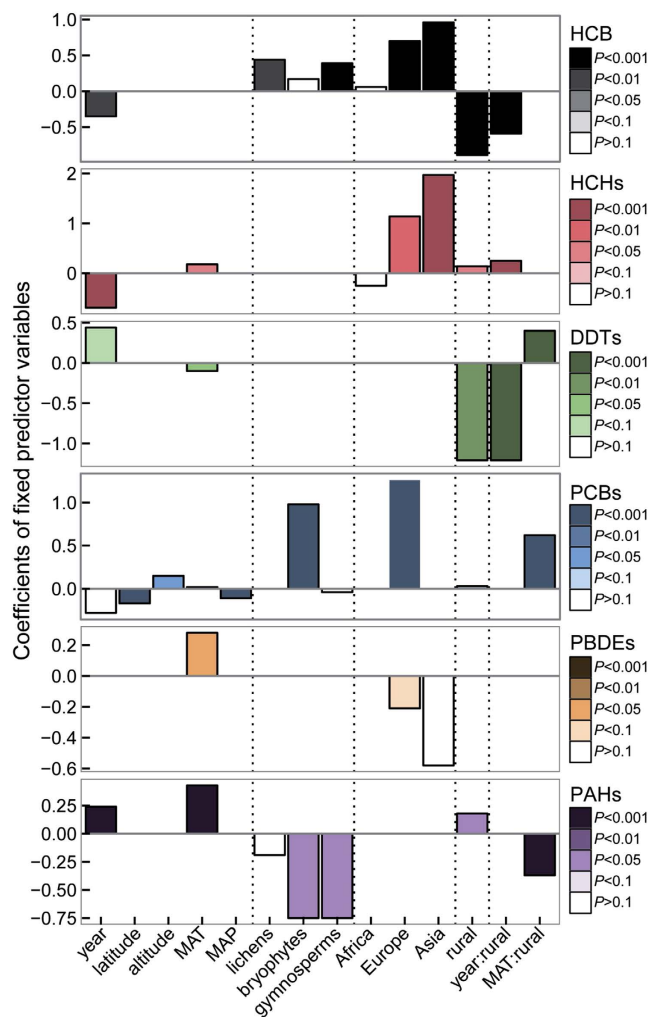 Coefficients of fixed predictor variables
1.0
0.5
0.0
−0.5
HCB
P<0.001
P<0.01
P<0.05
P<0.1
P>0.1
2
1
0
HCHs
P<0.001
P<0.01
P<0.05
P<0.1
P>0.1
0.5
0.0
−0.5
−1.0
DDTs
P<0.001
P<0.01
P<0.05
P<0.1
P>0.1
1.0
0.5
0.0
PCBs
P<0.001
P<0.01
P<0.05
P<0.1
P>0.1
0.2
0.0
−0.2
−0.4
−0.6
PBDEs
P<0.001
P<0.01
P<0.05
P<0.1
P>0.1
0.25
0.00
−0.25
−0.50
−0.75
PAHs
P<0.001
P<0.01
P<0.05
P<0.1
P>0.1
year
latitude
altitude
MAT
MAP
lichens
bryophytes
gymnosperms
Africa
Europe
Asia
rural
year:rural
MAT:rural